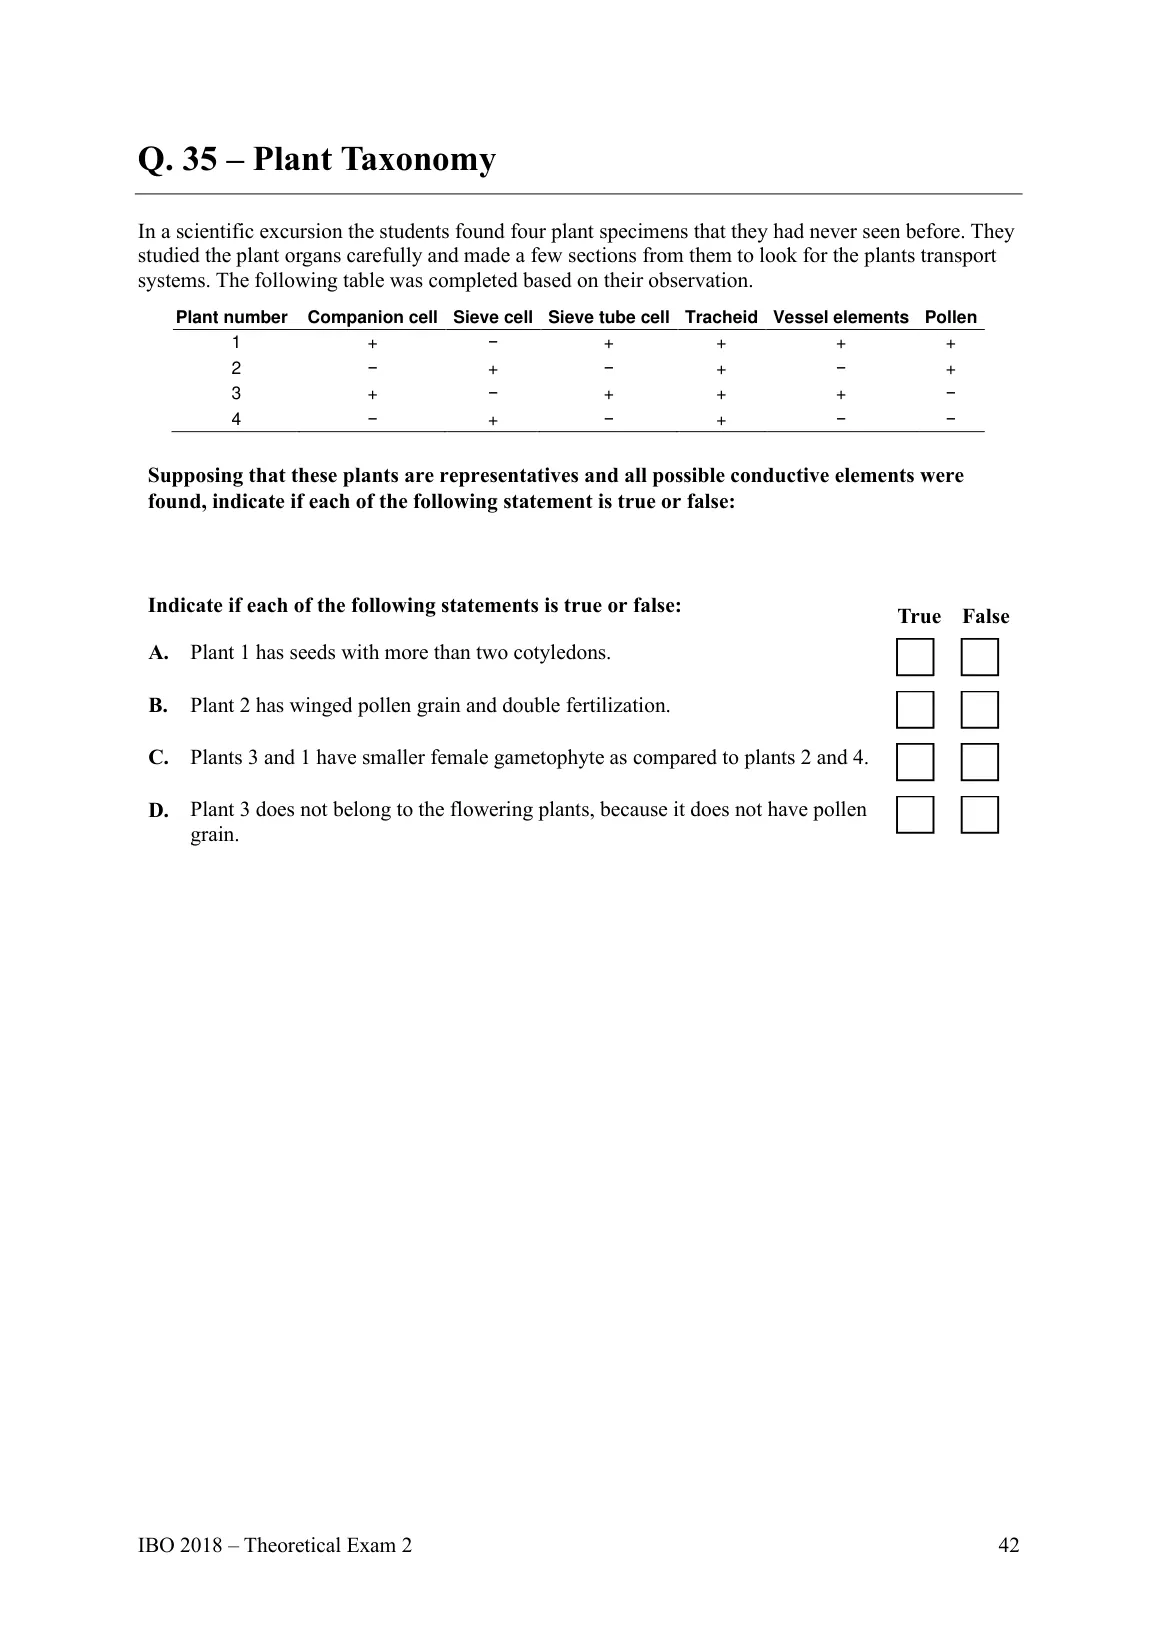 Q. 35 – Plant Taxonomy
In a scientific excursion the students found four plant specimens that they had never seen before. They
studied the plant organs carefully and made a few sections from them to look for the plants transport
systems. The following table was completed based on their observation.
Plant number Companion cell Sieve cell Sieve tube cell Tracheid Vessel elements Pollen
1 + − + + + +
2 − + − + − +
3 + − + + + −
4 − + − + − −
Supposing that these plants are representatives and all possible conductive elements were
found, indicate if each of the following statement is true or false:
Indicate if each of the following statements is true or false:
True False
A. Plant 1 has seeds with more than two cotyledons.
B. Plant 2 has winged pollen grain and double fertilization.
C. Plants 3 and 1 have smaller female gametophyte as compared to plants 2 and 4.
D. Plant 3 does not belong to the flowering plants, because it does not have pollen
grain.
IBO 2018 – Theoretical Exam 2 42